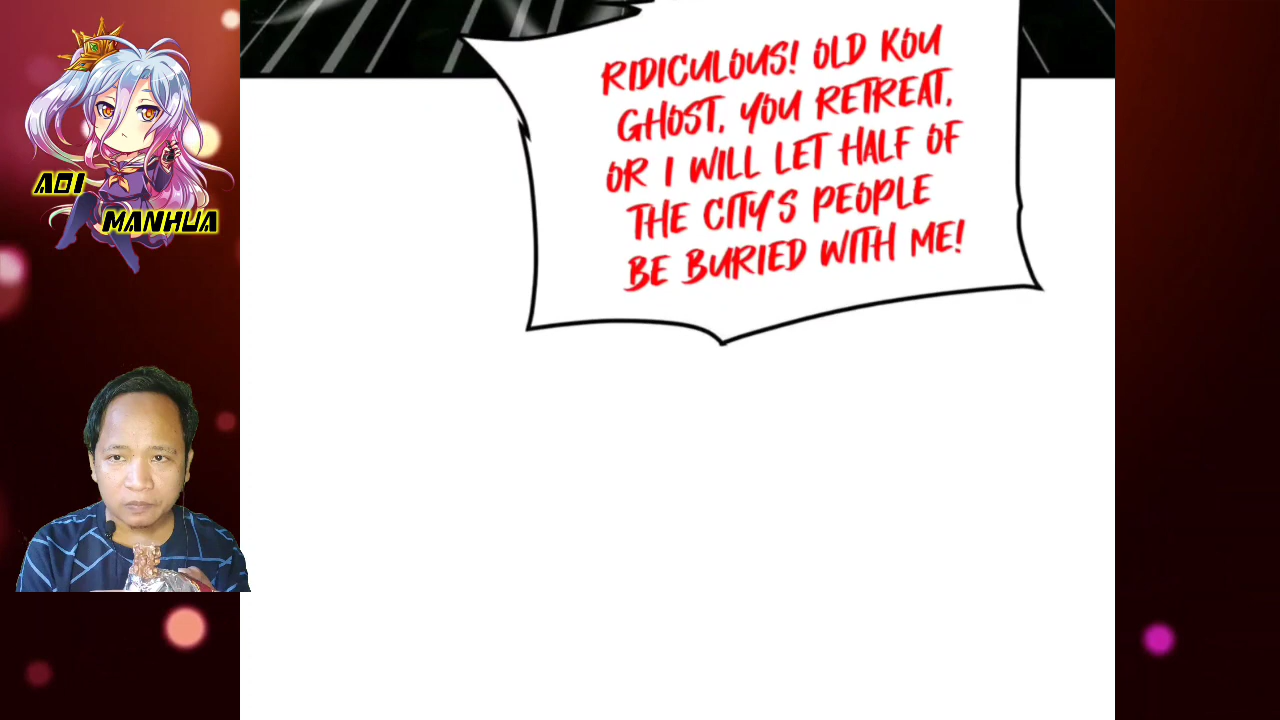 AOI
MANHUA
RIDICULOUS! OLD KOU
GHOST, YOU RETREAT,
OR I WILL LET HALF OF
THE CITY'S PEOPLE
BE BURIED WITH ME!